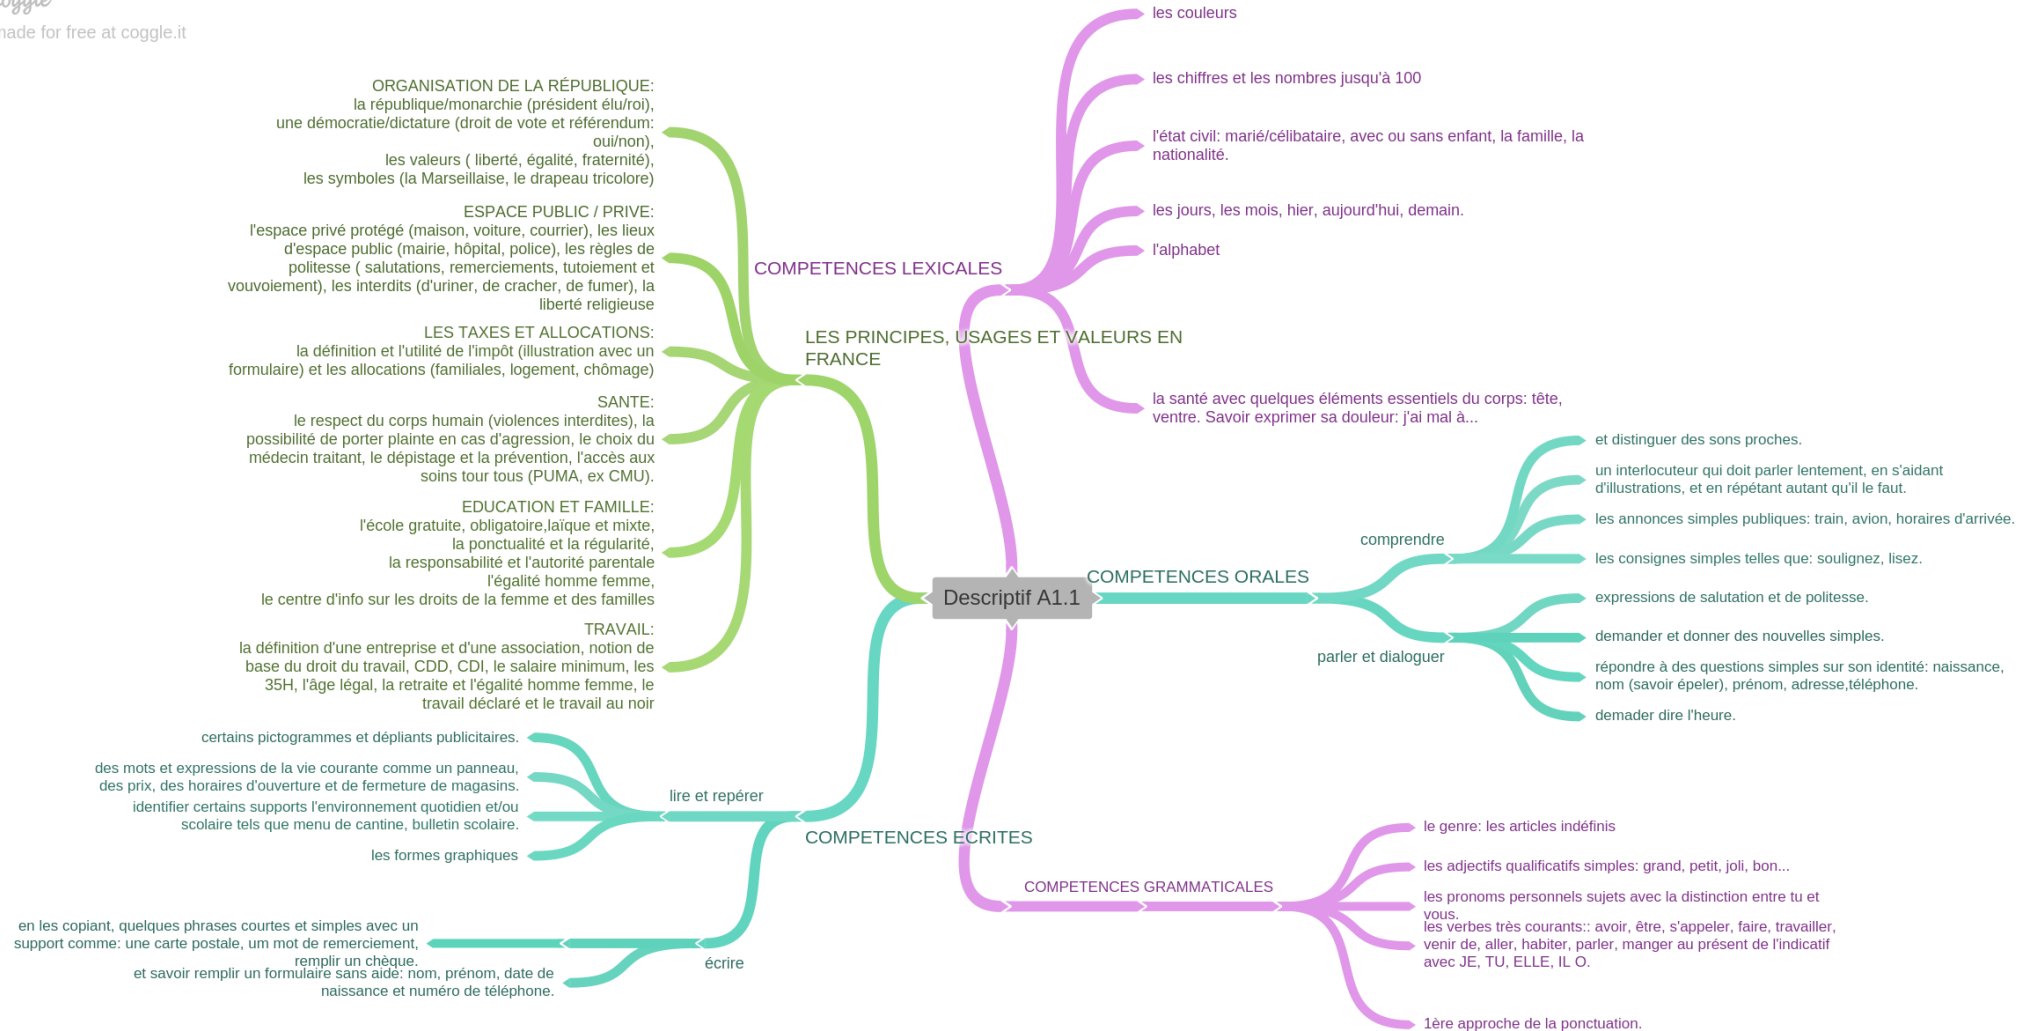 coggle
made for free at coggle.it
ORGANISATION DE LA RÉPUBLIQUE:
la république/monarchie (président élu/roi),
une démocratie/dictature (droit de vote et référendum:
oui/non),
les valeurs ( liberté, égalité, fraternité),
les symboles (la Marseillaise, le drapeau tricolore)
ESPACE PUBLIC / PRIVE:
l'espace privé protégé (maison, voiture, courrier), les lieux
d'espace public (mairie, hôpital, police), les règles de
politesse ( salutations, remerciements, tutoiement et
vouvoiement), les interdits (d'uriner, de cracher, de fumer), la
liberté religieuse
LES TAXES ET ALLOCATIONS:
la définition et l'utilité de l'impôt (illustration avec un
formulaire) et les allocations (familiales, logement, chômage)
SANTE:
le respect du corps humain (violences interdites), la
possibilité de porter plainte en cas d'agression, le choix du
médecin traitant, le dépistage et la prévention, l'accès aux
soins tour tous (PUMA, ex CMU).
EDUCATION ET FAMILLE:
l'école gratuite, obligatoire,laïque et mixte,
la ponctualité et la régularité,
la responsabilité et l'autorité parentale
l'égalité homme femme,
le centre d'info sur les droits de la femme et des familles
TRAVAIL:
la définition d'une entreprise et d'une association, notion de
base du droit du travail, CDD, CDI, le salaire minimum, les
35H, l'âge légal, la retraite et l'égalité homme femme, le
travail déclaré et le travail au noir
LES PRINCIPES, USAGES ET VALEURS EN
FRANCE
COMPETENCES LEXICALES
les couleurs
les chiffres et les nombres jusqu'à 100
l'état civil: marié/célibataire, avec ou sans enfant, la famille, la
nationalité.
les jours, les mois, hier, aujourd'hui, demain.
l'alphabet
la santé avec quelques éléments essentiels du corps: tête,
ventre. Savoir exprimer sa douleur: j'ai mal à...
Descriptif A1.1
COMPETENCES ORALES
comprendre
et distinguer des sons proches.
un interlocuteur qui doit parler lentement, en s'aidant
d'illustrations, et en répétant autant qu'il le faut.
les annonces simples publiques: train, avion, horaires d'arrivée.
les consignes simples telles que: soulignez, lisez.
parler et dialoguer
expressions de salutation et de politesse.
demander et donner des nouvelles simples.
répondre à des questions simples sur son identité: naissance,
nom (savoir épeler), prénom, adresse,téléphone.
demader dire l'heure.
COMPETENCES ECRITES
lire et repérer
certains pictogrammes et dépliants publicitaires.
des mots et expressions de la vie courante comme un panneau,
des prix, des horaires d'ouverture et de fermeture de magasins.
identifier certains supports l'environnement quotidien et/ou
scolaire tels que menu de cantine, bulletin scolaire.
les formes graphiques
écrire
en les copiant, quelques phrases courtes et simples avec un
support comme: une carte postale, um mot de remerciement,
remplir un chèque.
et savoir remplir un formulaire sans aide: nom, prénom, date de
naissance et numéro de téléphone.
COMPETENCES GRAMMATICALES
le genre: les articles indéfinis
les adjectifs qualificatifs simples: grand, petit, joli, bon...
les pronoms personnels sujets avec la distinction entre tu et
vous.
les verbes très courants:: avoir, être, s'appeler, faire, travailler,
venir de, aller, habiter, parler, manger au présent de l'indicatif
avec JE, TU, ELLE, IL O.
1ère approche de la ponctuation.